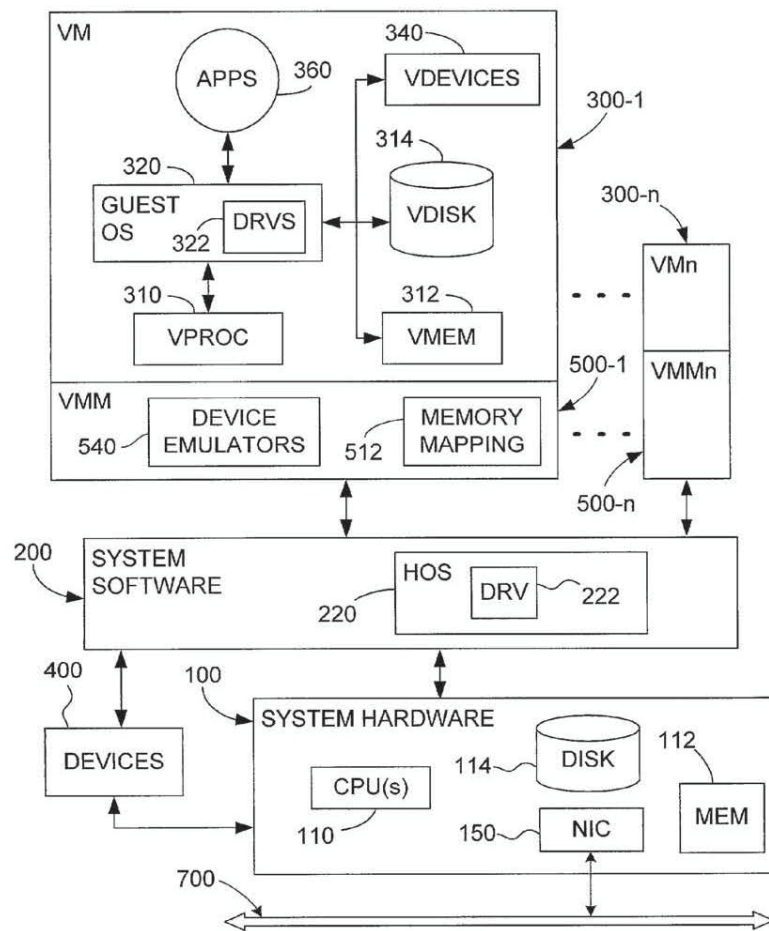 VM
340
APPS
360
VDEVICES
300-1
320
314
GUEST
OS
DRVS
322
VDISK
300-n
VMn
310
312
VPROC
VMEM
VMMn
VMM
500-1
DEVICE
EMULATORS
540
MEMORY
MAPPING
512
500-n
200
SYSTEM
SOFTWARE
HOS
220
DRV
222
400
100
SYSTEM HARDWARE
DEVICES
DISK
114
112
CPU(s)
110
150
NIC
MEM
700